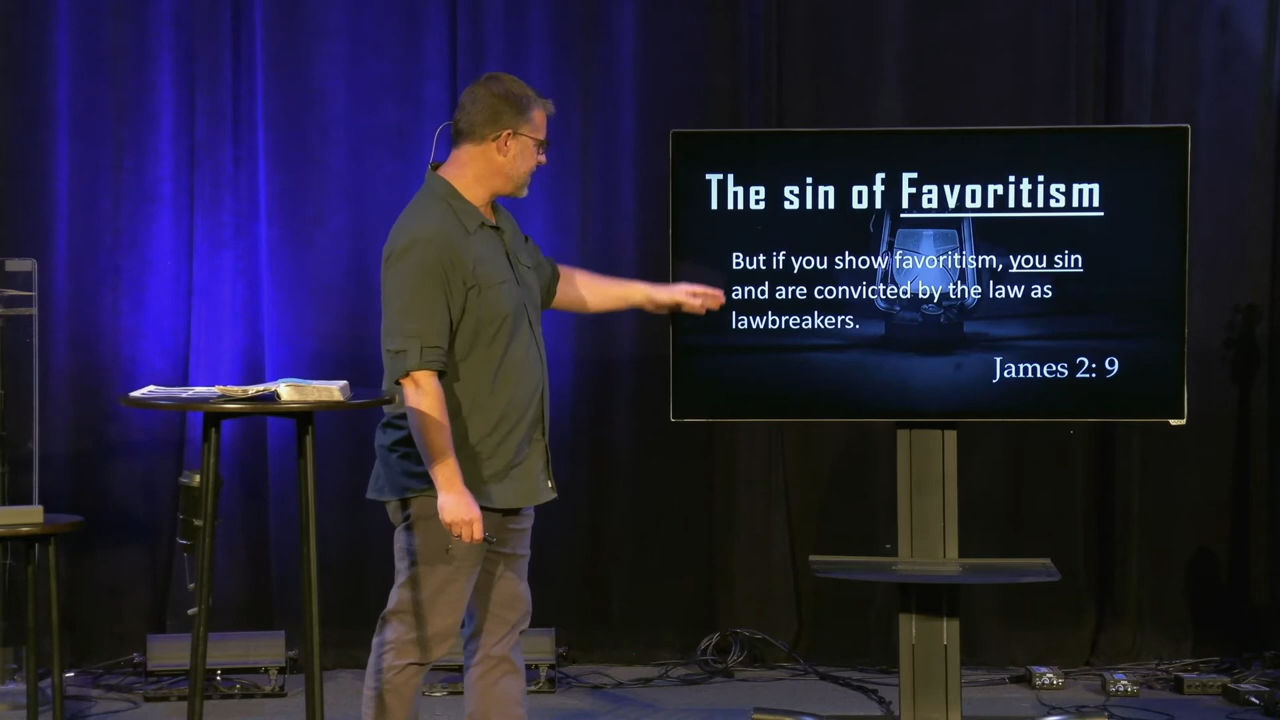 The sin of Favoritism
But if you show favoritism, you sin
and are convicted by the law as
lawbreakers.
James 2: 9